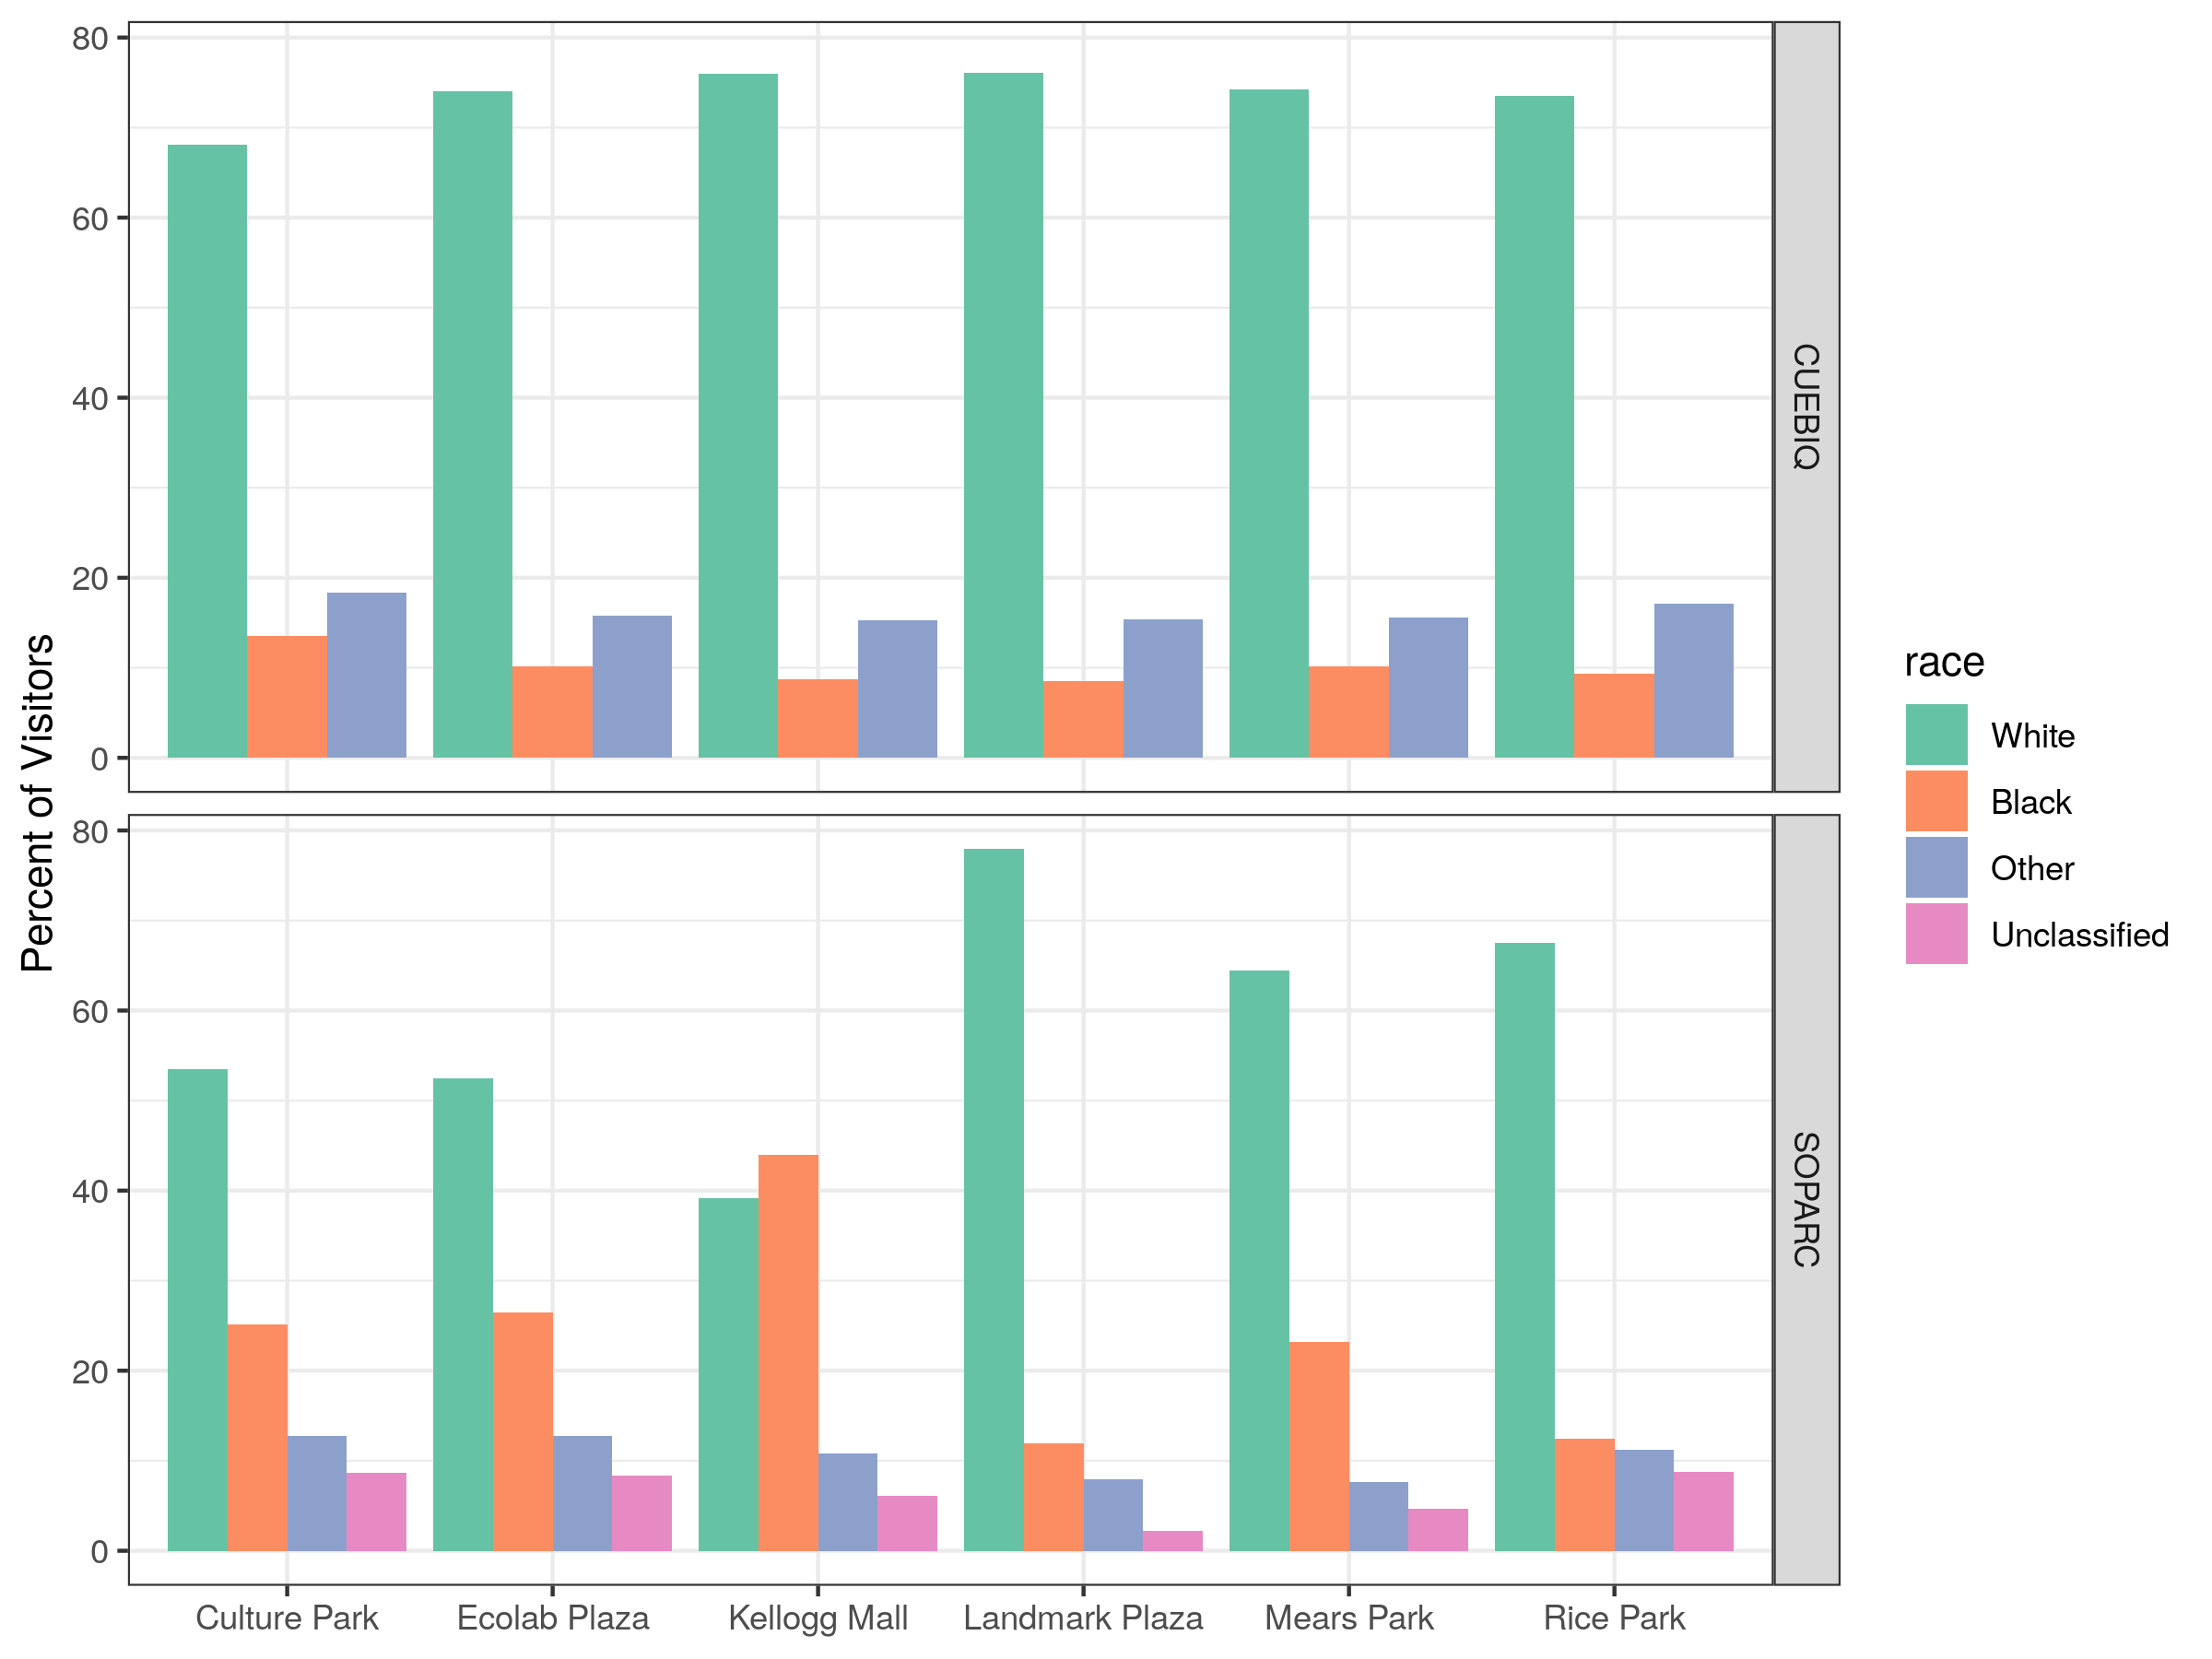 Percent of Visitors
80
60
40
20
0
CUEBIQ
80
60
40
20
0
SOPARC
Culture Park Ecolab Plaza Kellogg Mall Landmark Plaza Mears Park Rice Park
race
White
Black
Other
Unclassified